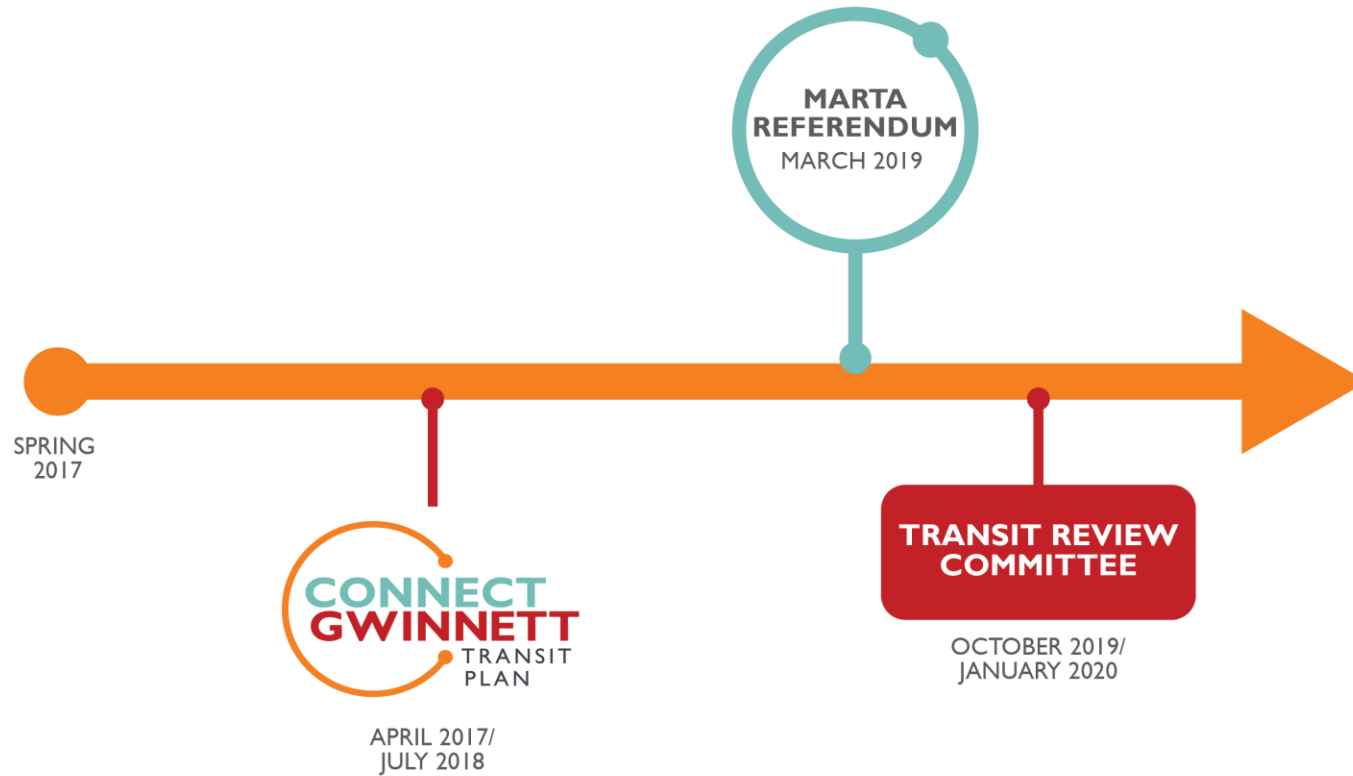 MARTA
REFERENDUM
MARCH 2019
SPRING
2017
CONNECT
GWINNETT
TRANSIT
PLAN
APRIL 2017/
JULY 2018
TRANSIT REVIEW
COMMITTEE
OCTOBER 2019/
JANUARY 2020